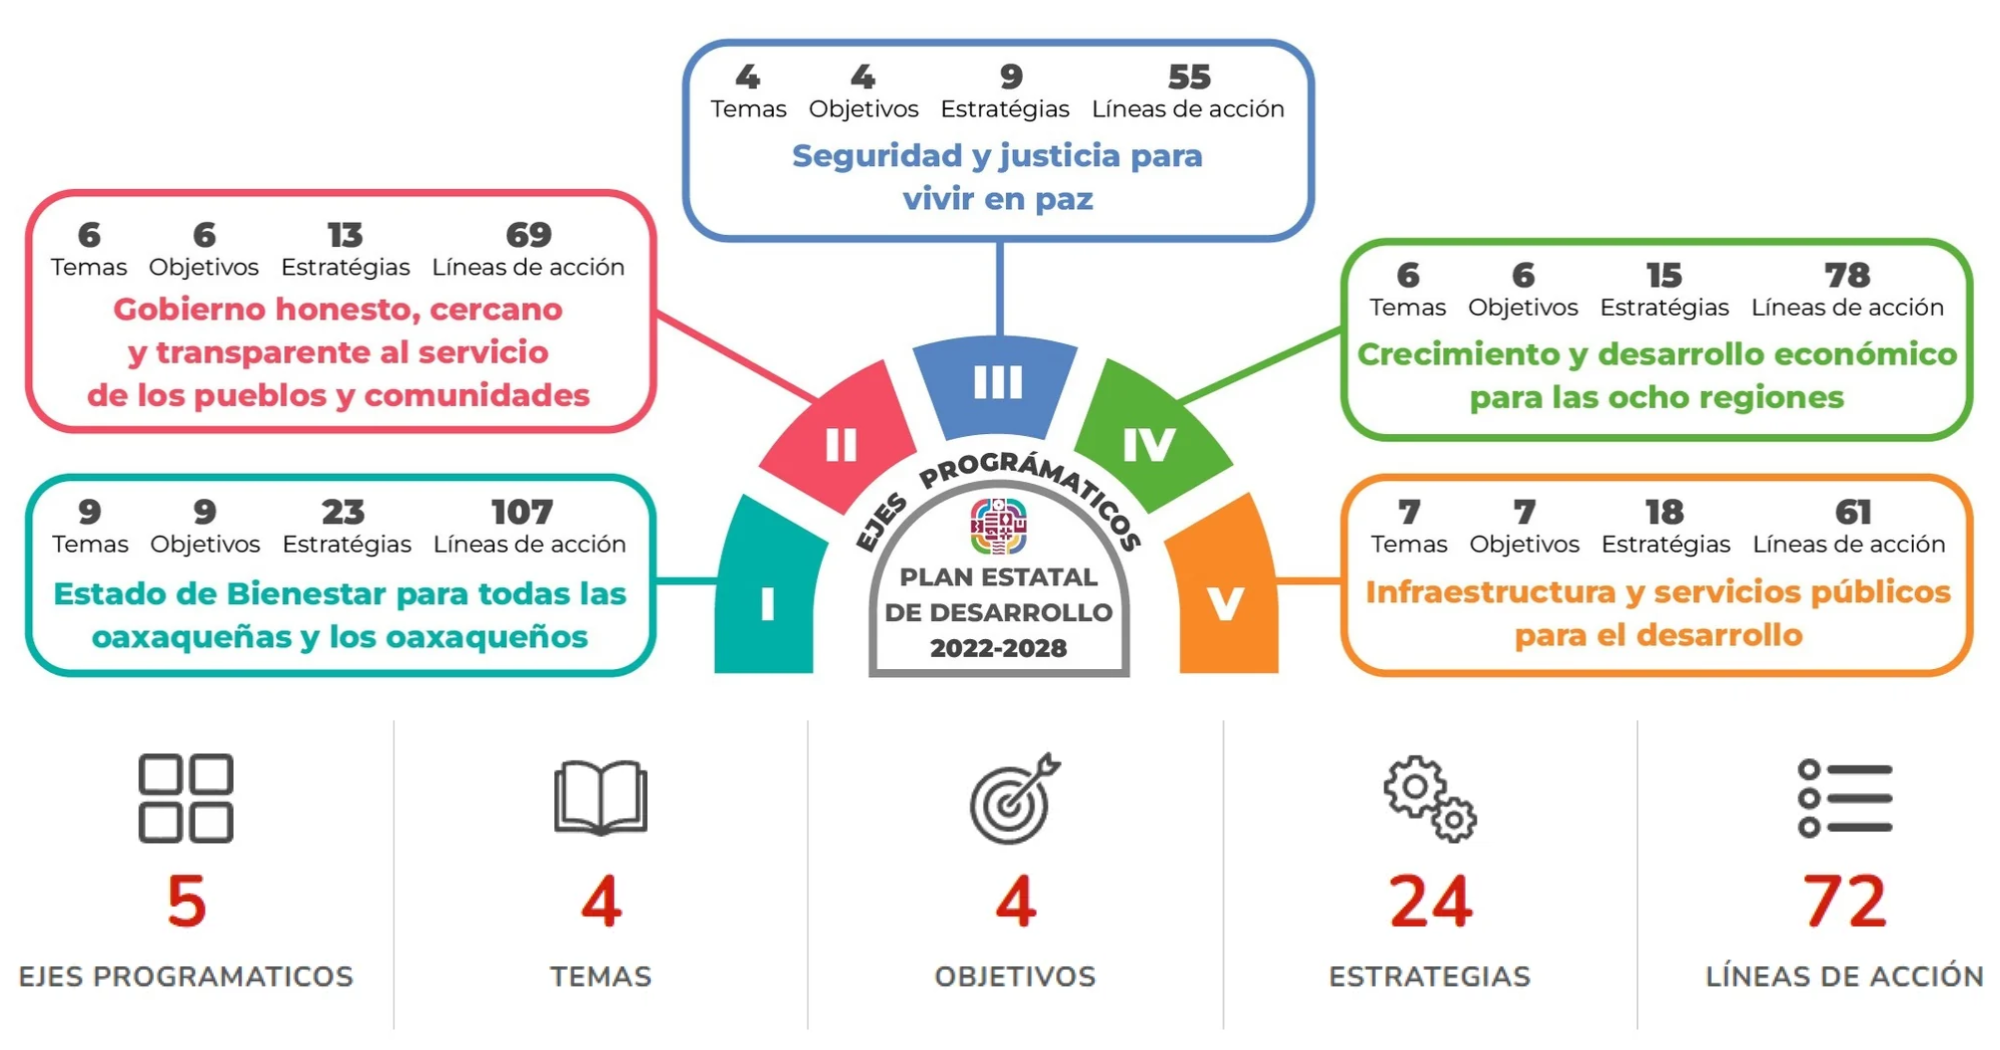 4 4 9 55
Temas Objetivos Estratégias Líneas de acción
Seguridad y justicia para
vivir en paz
6 6 13 69
Temas Objetivos Estratégias Líneas de acción
Gobierno honesto, cercano
y transparente al servicio
de los pueblos y comunidades
6 6 15 78
Temas Objetivos Estratégias Líneas de acción
Crecimiento y desarrollo económico
para las ocho regiones
9 9 23 107
Temas Objetivos Estratégias Líneas de acción
Estado de Bienestar para todas las
oaxaqueñas y los oaxaqueños
7 7 18 61
Temas Objetivos Estratégias Líneas de acción
Infraestructura y servicios públicos
para el desarrollo
I
II
III
IV
V
EJES PROGRÁMATICOS
PLAN ESTATAL
DE DESARROLLO
2022-2028
5
EJES PROGRAMATICOS
4
TEMAS
4
OBJETIVOS
24
ESTRATEGIAS
72
LÍNEAS DE ACCIÓN